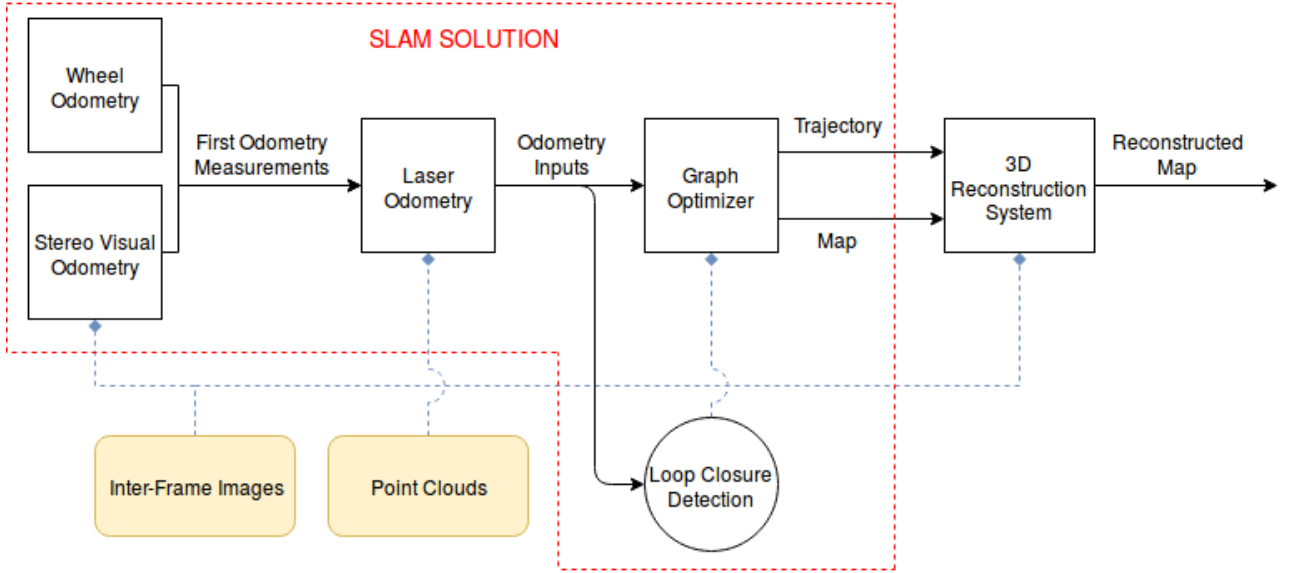 SLAM SOLUTION
Wheel
Odometry
Stereo Visual
Odometry
First Odometry
Measurements
Laser
Odometry
Odometry
Inputs
Graph
Optimizer
Trajectory
Map
3D
Reconstruction
System
Reconstructed
Map
Inter-Frame Images
Point Clouds
Loop Closure
Detection